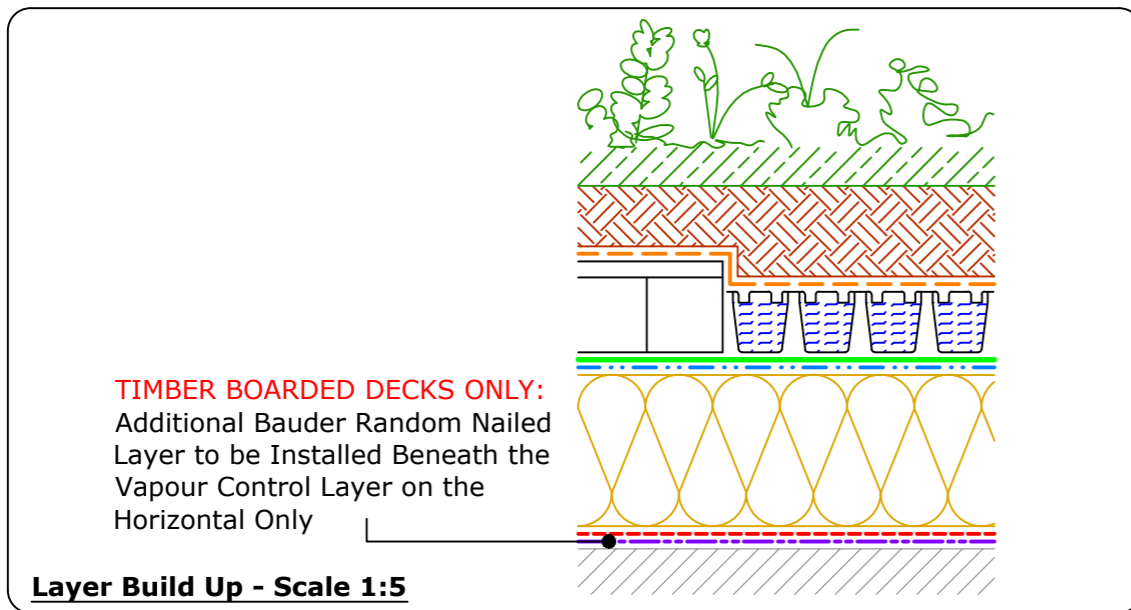 TIMBER BOARDED DECKS ONLY:
Additional Bauder Random Nailed
Layer to be Installed Beneath the
Vapour Control Layer on the
Horizontal Only
Layer Build Up - Scale 1:5